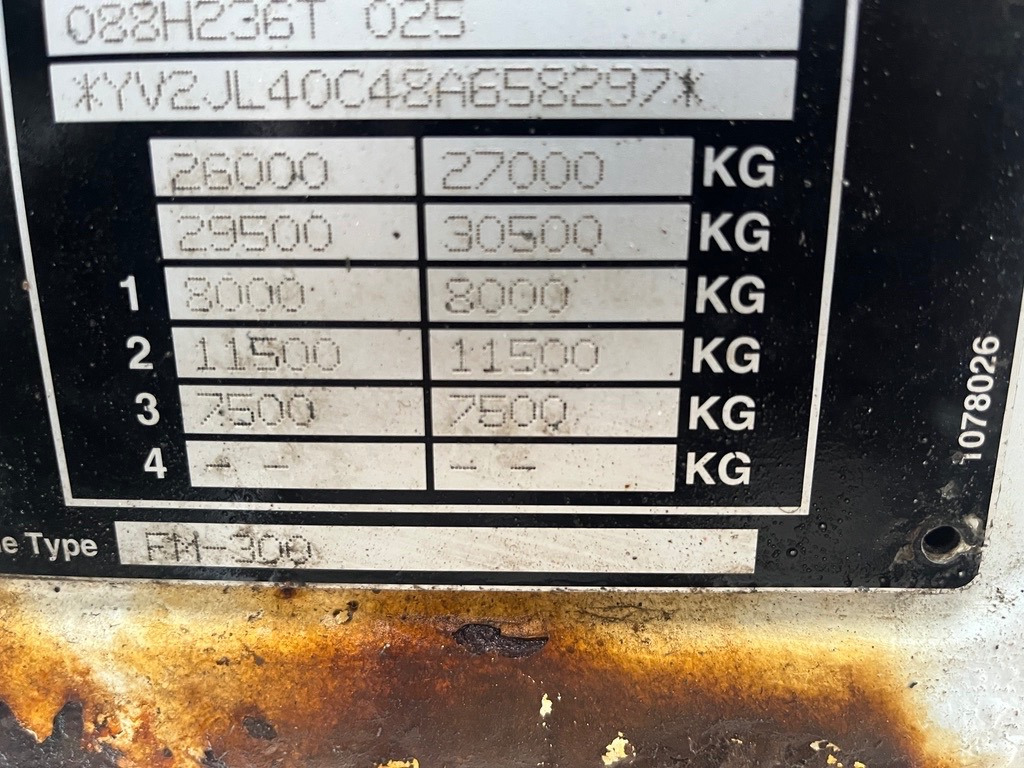 088H236T 025
*YV2JL40C48A658297*
26000 27000 KG
29500 30500 KG
1 8000 8000 KG
2 11500 11500 KG
3 7500 7500 KG
4 - - - - KG
1078026
e Type FM-300